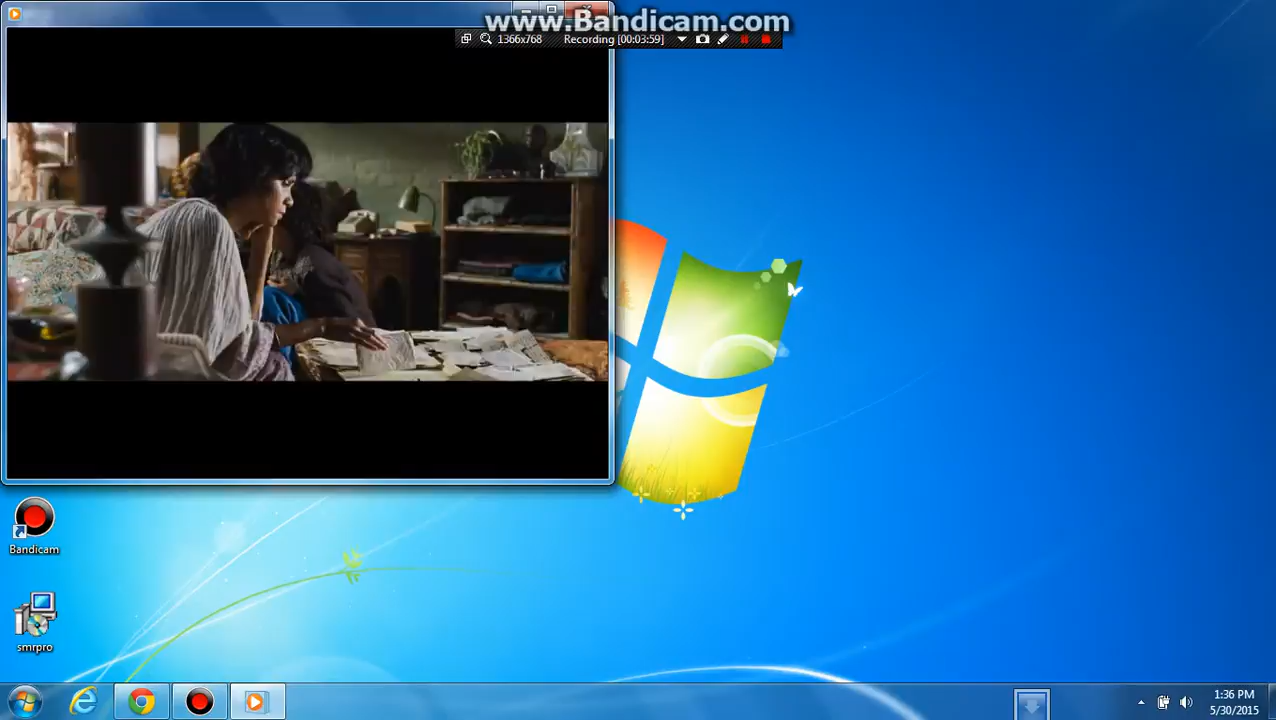 www.Bandicam.com
1366x768 Recording [00:03:59]
Bandicam
smrpro
1:36 PM
5/30/2015